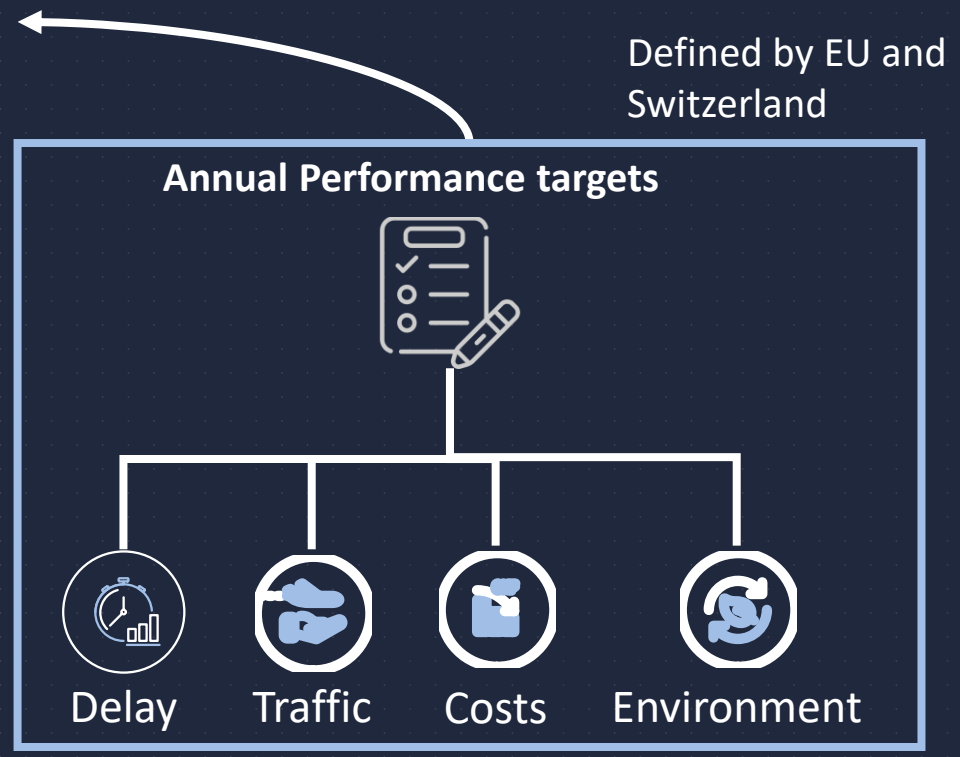 Defined by EU and
Switzerland
Annual Performance targets
Delay
Traffic
Costs
Environment